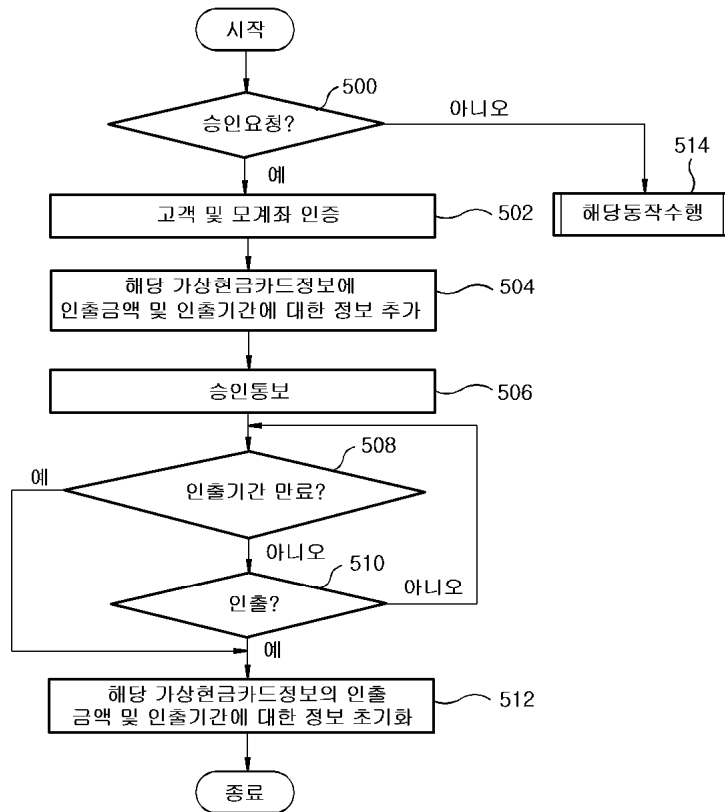 시작
500
승인요청?
아니오
예
514
해당동작수행
고객 및 모계좌 인증
502
해당 가상현금카드정보에
인출금액 및 인출기간에 대한 정보 추가
504
승인통보
506
508
예
인출기간 만료?
아니오
510
아니오
인출?
예
해당 가상현금카드정보의 인출
금액 및 인출기간에 대한 정보 초기화
512
종료